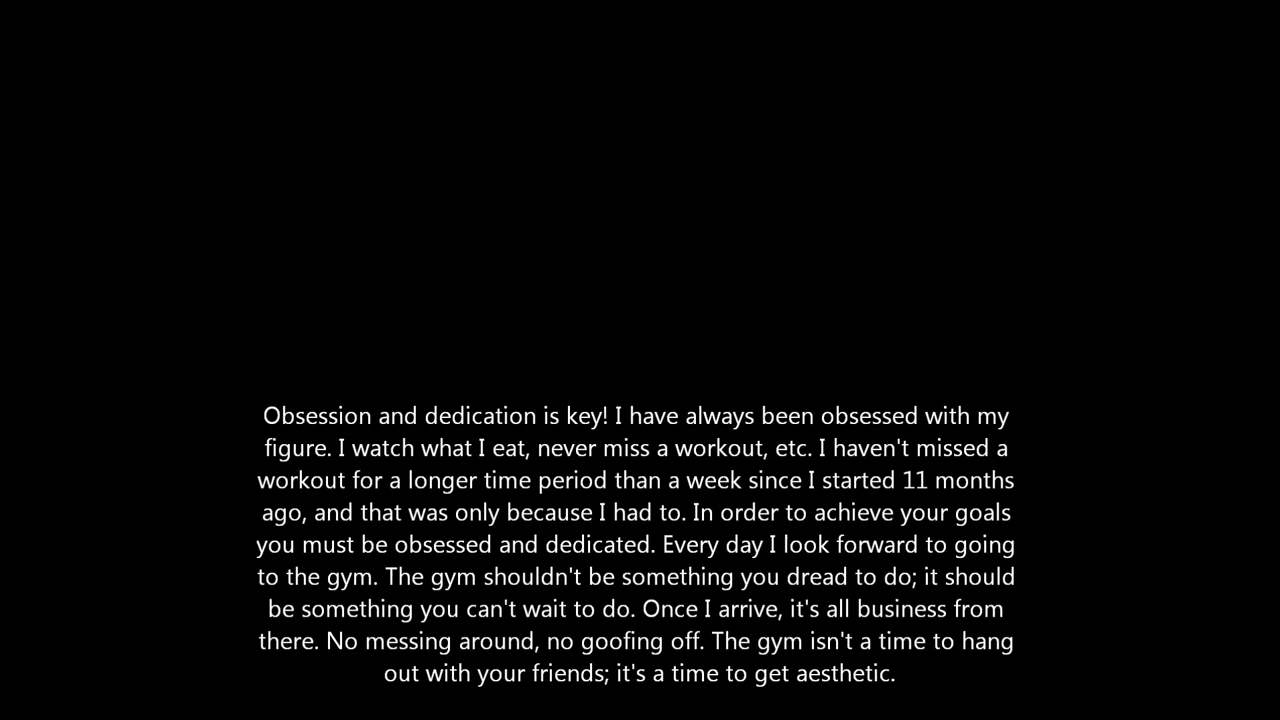 Obsession and dedication is key! I have always been obsessed with my
figure. I watch what I eat, never miss a workout, etc. I haven't missed a
workout for a longer time period than a week since I started 11 months
ago, and that was only because I had to. In order to achieve your goals
you must be obsessed and dedicated. Every day I look forward to going
to the gym. The gym shouldn't be something you dread to do; it should
be something you can't wait to do. Once I arrive, it's all business from
there. No messing around, no goofing off. The gym isn't a time to hang
out with your friends; it's a time to get aesthetic.